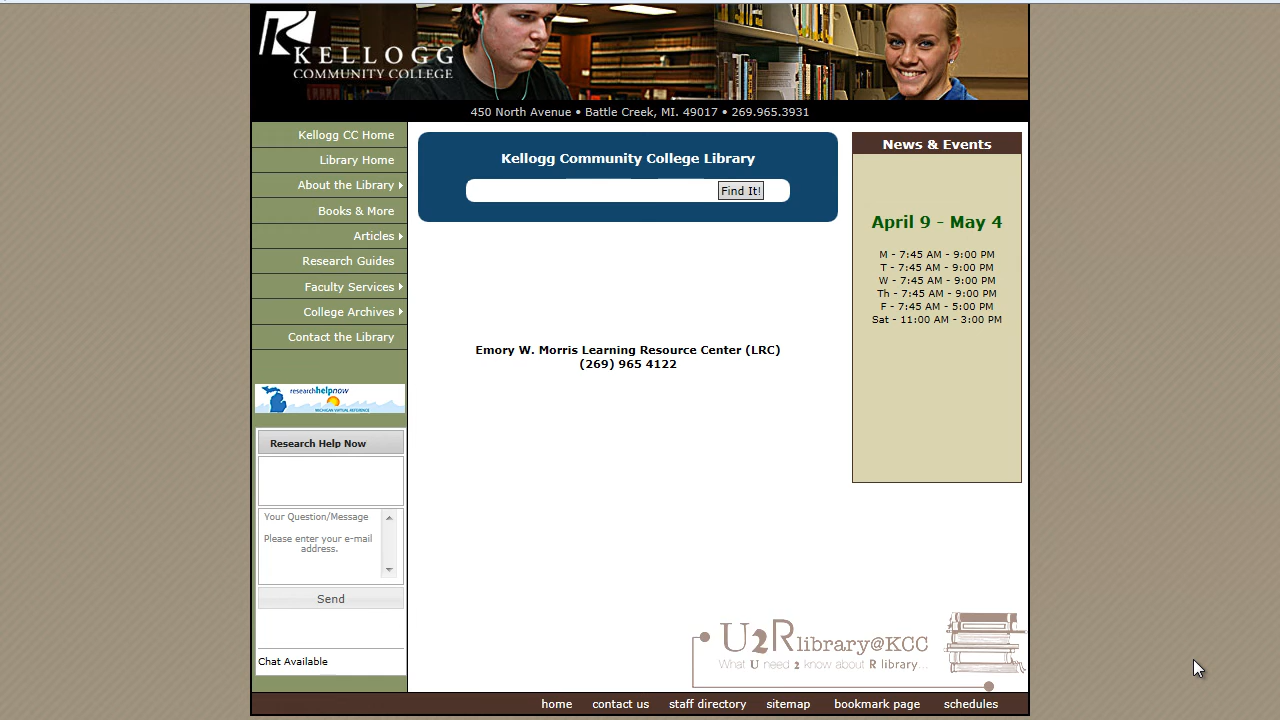 KELLOGG
COMMUNITY COLLEGE
450 North Avenue • Battle Creek, MI. 49017 • 269.965.3931
Kellogg CC Home
Library Home
About the Library
Books & More
Articles
Research Guides
Faculty Services
College Archives
Contact the Library
researchhelpnow
MICHIGAN VIRTUAL REFERENCE
Research Help Now
Your Question/Message
Please enter your e-mail
address.
Send
Chat Available
Kellogg Community College Library
Find It!
Emory W. Morris Learning Resource Center (LRC)
(269) 965 4122
News & Events
April 9 - May 4
M - 7:45 AM - 9:00 PM
T - 7:45 AM - 9:00 PM
W - 7:45 AM - 9:00 PM
Th - 7:45 AM - 9:00 PM
F - 7:45 AM - 5:00 PM
Sat - 11:00 AM - 3:00 PM
U2Rlibrary@KCC
What U need 2 know about R library...
home contact us staff directory sitemap bookmark page schedules